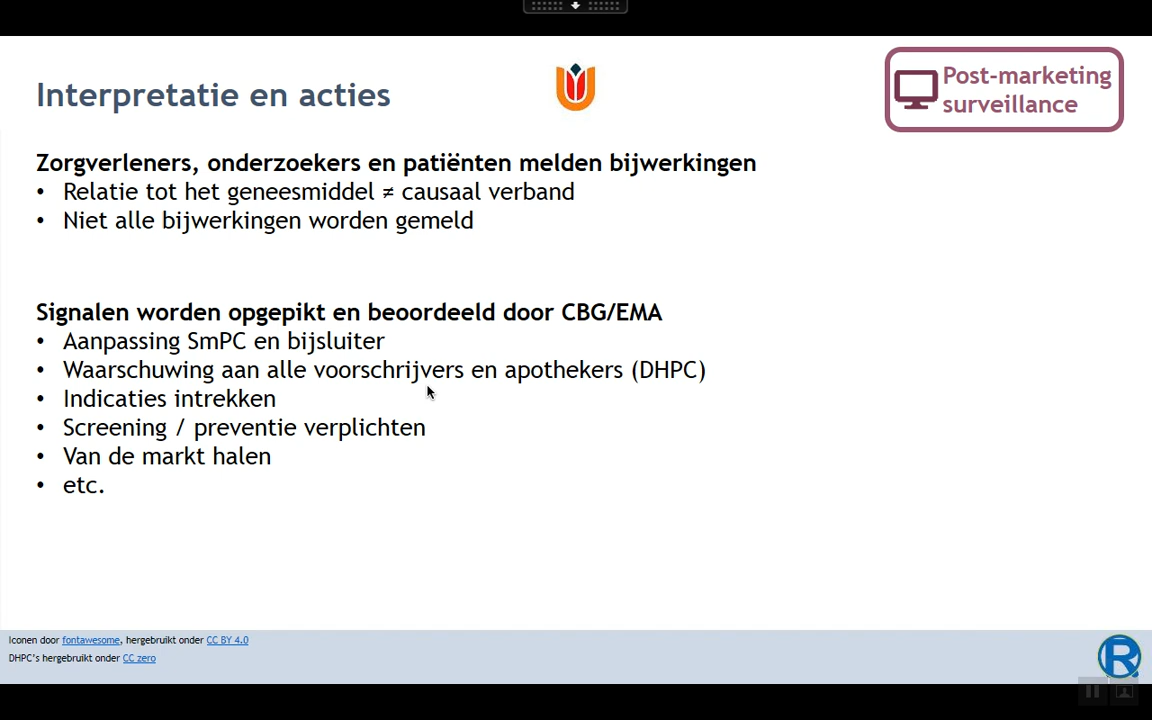 Interpretatie en acties
Post-marketing
surveillance
Zorgverleners, onderzoekers en patiënten melden bijwerkingen
• Relatie tot het geneesmiddel ≠ causaal verband
• Niet alle bijwerkingen worden gemeld
Signalen worden opgepikt en beoordeeld door CBG/EMA
• Aanpassing SmPC en bijsluiter
• Waarschuwing aan alle voorschrijvers en apothekers (DHPC)
• Indicaties intrekken
• Screening / preventie verplichten
• Van de markt halen
• etc.
Iconen door fontawesome, hergebruikt onder CC BY 4.0
DHPC's hergebruikt onder CC zero
R